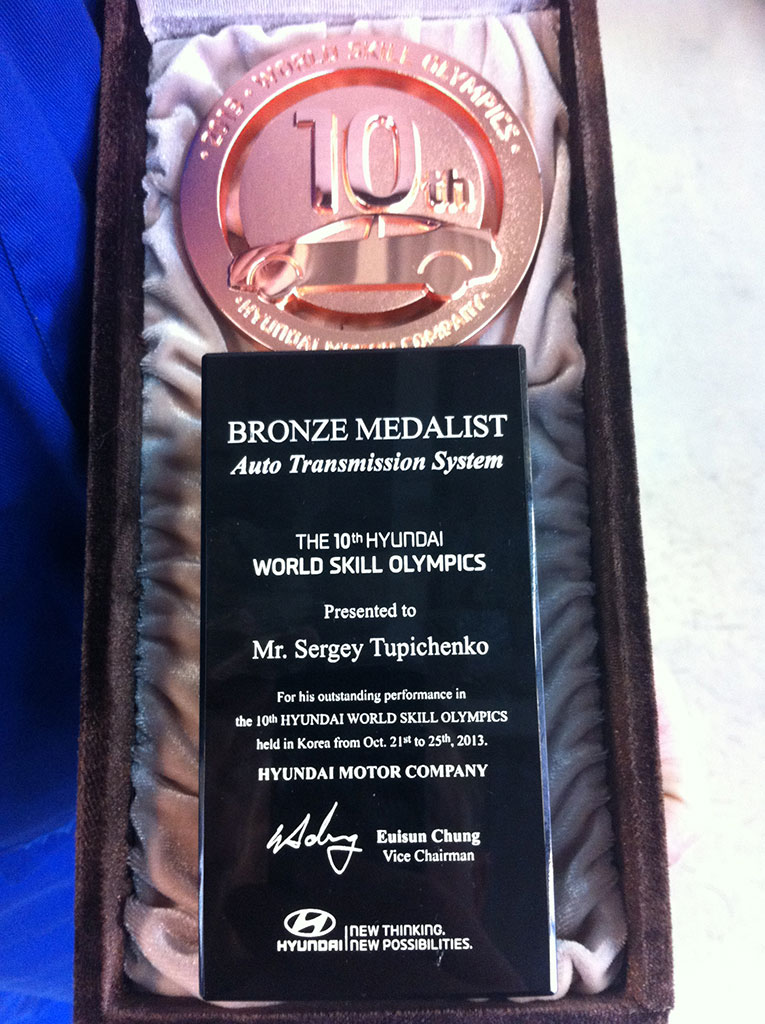 · 2013 · WORLD SKILL OLYMPICS ·
10th
· HYUNDAI MOTOR COMPANY ·
BRONZE MEDALIST
Auto Transmission System
THE 10th HYUNDAI
WORLD SKILL OLYMPICS
Presented to
Mr. Sergey Tupichenko
For his outstanding performance in
the 10th HYUNDAI WORLD SKILL OLYMPICS
held in Korea from Oct. 21st to 25th, 2013.
HYUNDAI MOTOR COMPANY
Euisun Chung
Vice Chairman
HYUNDAI
NEW THINKING.
NEW POSSIBILITIES.